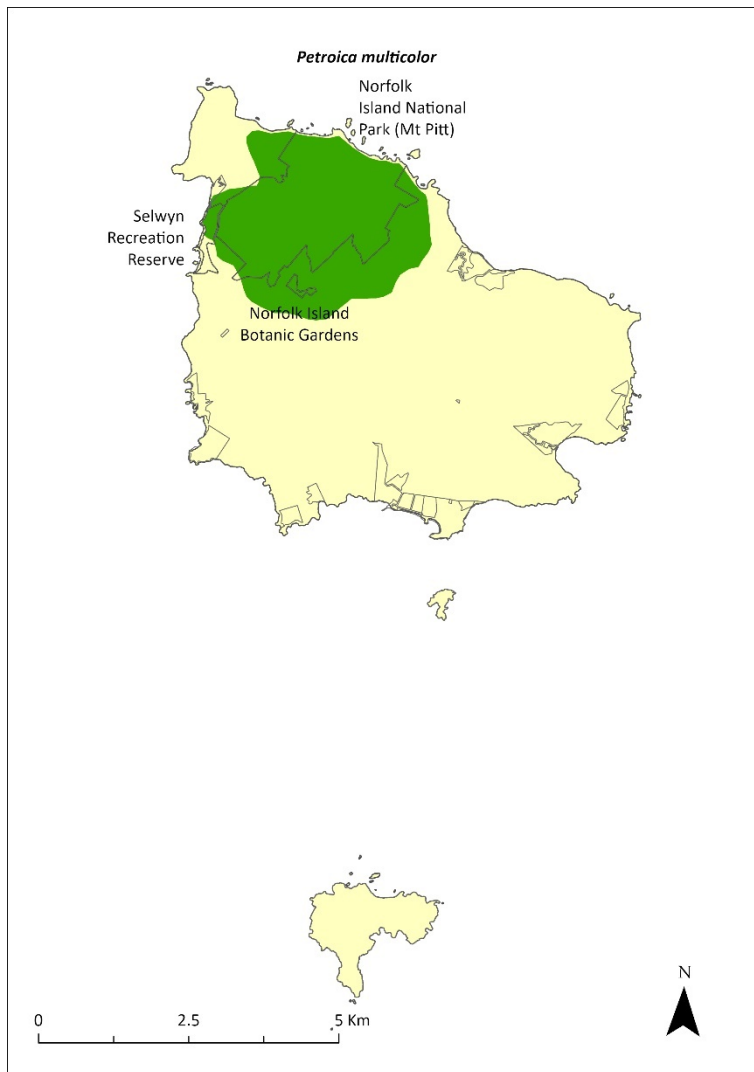 Petroica multicolor
Norfolk
Island National
Park (Mt Pitt)
Selwyn
Recreation
Reserve
Norfolk Island
Botanic Gardens
N
0 2.5 5 Km